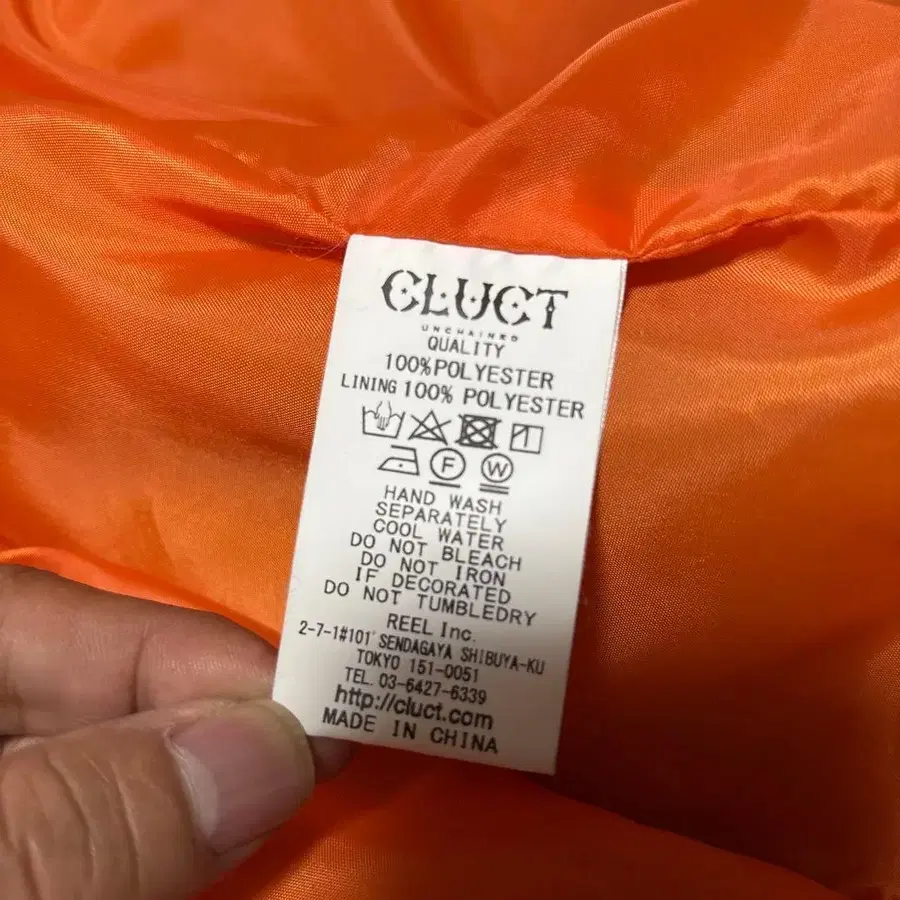 CLUCT
UNCHAINED
QUALITY
100%POLYESTER
LINING 100% POLYESTER
F W
HAND WASH
SEPARATELY
COOL WATER
DO NOT BLEACH
DO NOT IRON
IF DECORATED
DO NOT TUMBLEDRY
REEL Inc.
2-7-1#101' SENDAGAYA SHIBUYA-KU
TOKYO 151-0051
TEL. 03-6427-6339
http://cluct.com
MADE IN CHINA